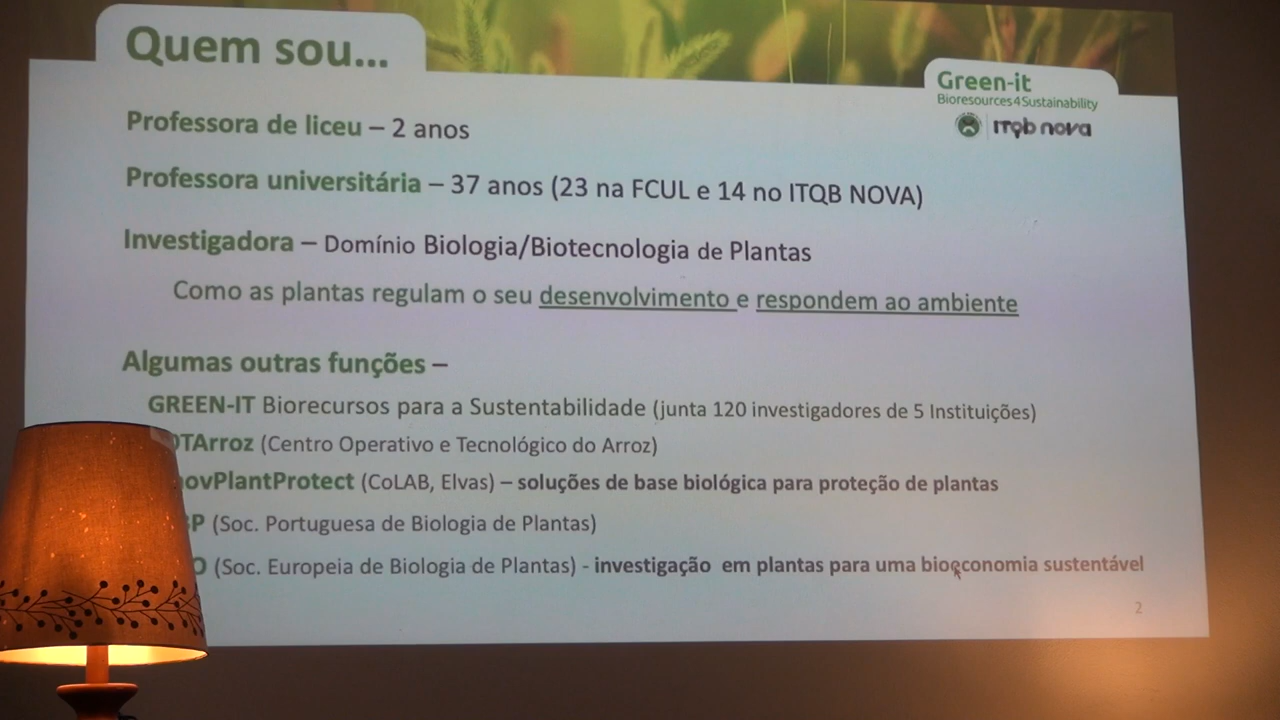 Quem sou...
Green-it
Bioresources4Sustainability
ITQB NOVA
Professora de liceu – 2 anos
Professora universitária – 37 anos (23 na FCUL e 14 no ITQB NOVA)
Investigadora – Domínio Biologia/Biotecnologia de Plantas
Como as plantas regulam o seu desenvolvimento e respondem ao ambiente
Algumas outras funções –
GREEN-IT Biorecursos para a Sustentabilidade (junta 120 investigadores de 5 Instituições)
(Centro Operativo e Tecnológico do Arroz)
(CoLAB, Elvas) – soluções de base biológica para proteção de plantas
(Soc. Portuguesa de Biologia de Plantas)
(Soc. Europeia de Biologia de Plantas) - investigação em plantas para uma bioeconomia sustentável
2